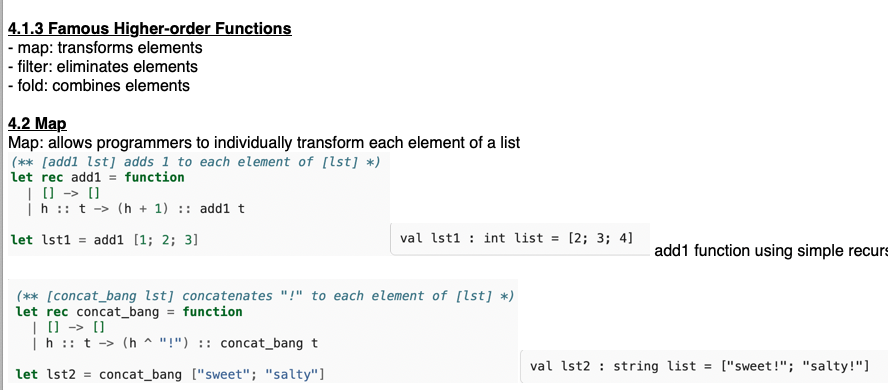 4.1.3 Famous Higher-order Functions
- map: transforms elements
- filter: eliminates elements
- fold: combines elements
4.2 Map
Map: allows programmers to individually transform each element of a list
(** [add1 lst] adds 1 to each element of [lst] *)
let rec add1 = function
| [] -> []
| h :: t -> (h + 1) :: add1 t
let lst1 = add1 [1; 2; 3]
val lst1 : int list = [2; 3; 4]
add1 function using simple recurs
(** [concat_bang lst] concatenates "!" to each element of [lst] *)
let rec concat_bang = function
| [] -> []
| h :: t -> (h ^ "!") :: concat_bang t
let lst2 = concat_bang ["sweet"; "salty"]
val lst2 : string list = ["sweet!"; "salty!"]